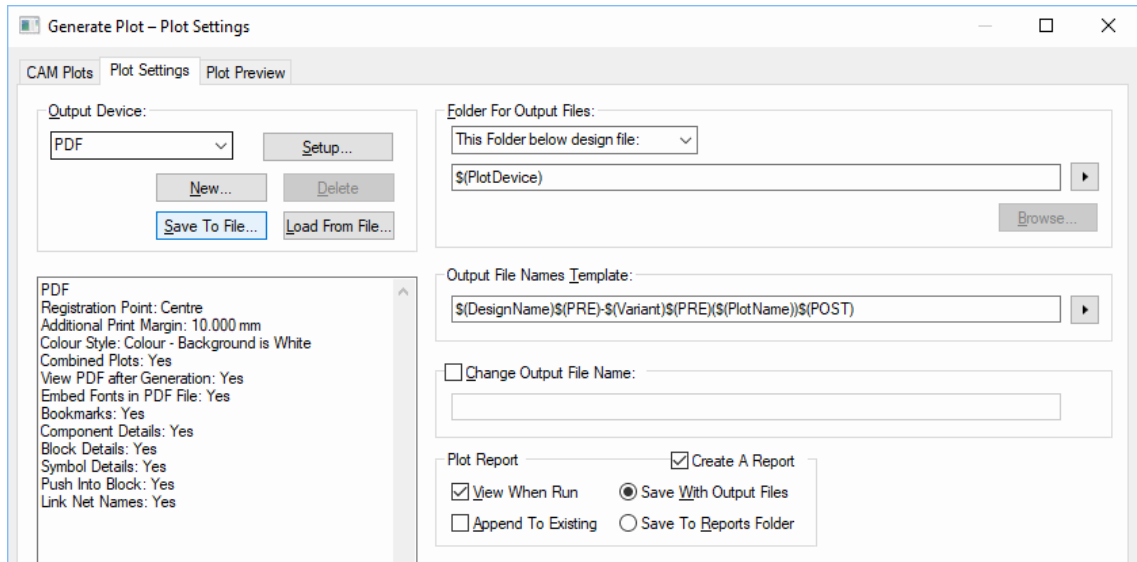 Generate Plot – Plot Settings
CAM Plots Plot Settings Plot Preview
Output Device:
PDF
Setup...
New...
Delete
Save To File...
Load From File...
PDF
Registration Point: Centre
Additional Print Margin: 10.000 mm
Colour Style: Colour - Background is White
Combined Plots: Yes
View PDF after Generation: Yes
Embed Fonts in PDF File: Yes
Bookmarks: Yes
Component Details: Yes
Block Details: Yes
Symbol Details: Yes
Push Into Block: Yes
Link Net Names: Yes
Folder For Output Files:
This Folder below design file:
$(PlotDevice)
Browse...
Output File Names Template:
$(DesignName)$(PRE)-$(Variant)$(PRE)($(PlotName))$(POST)
Change Output File Name:
Plot Report
Create A Report
View When Run
Save With Output Files
Append To Existing
Save To Reports Folder